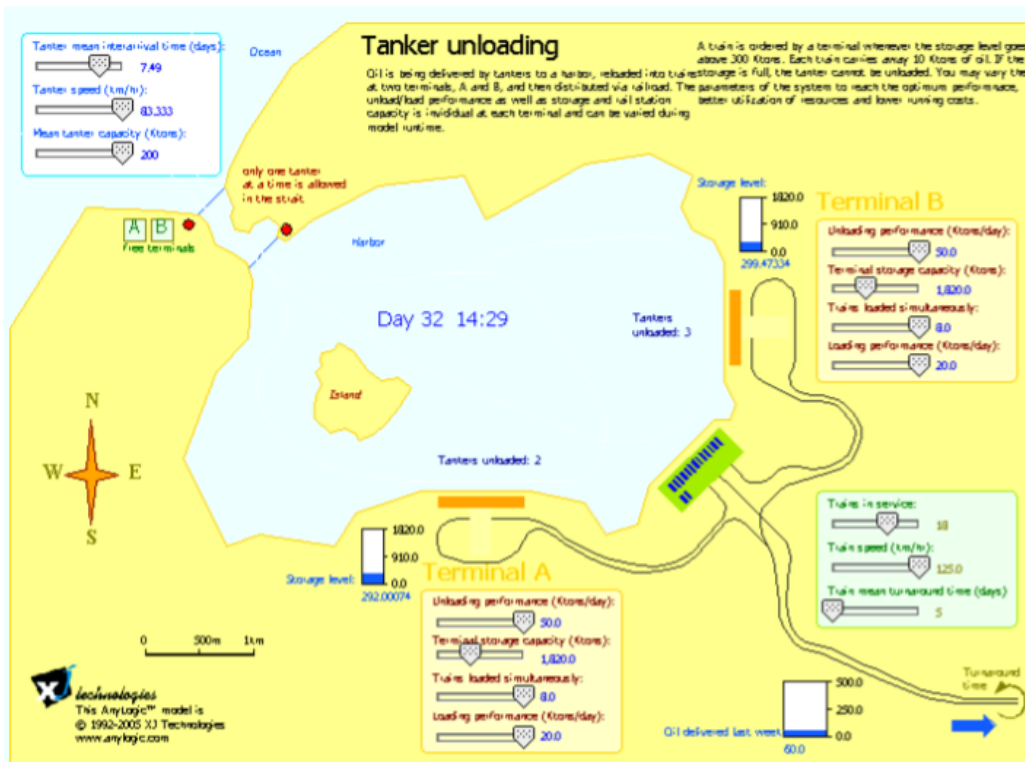 Tanker mean interarrival time (days):
7.49
Tanker speed (km/hr):
83.333
Mean tanker capacity (Ktons):
200
Ocean
Tanker unloading
Oil is being delivered by tankers to a harbor, reloaded into trains
at two terminals, A and B, and then distributed via railroad. The
unload/load performance as well as storage and rail station
capacity is invididual at each terminal and can be varied during
model runtime.
A train is ordered by a terminal whenever the storage level goes
above 300 Ktons. Each train carries away 10 Ktons of oil. If the
storage is full, the tanker cannot be unloaded. You may vary the
parameters of the system to reach the optimum performace,
better utilization of resources and lower running costs.
only one tanker
at a time is allowed
in the strait
A B
free terminals
Harbor
Storage level:
1820.0
910.0
0.0
299.47334
Terminal B
Unloading performance (Ktons/day):
50.0
Terminal storage capacity (Ktons):
1,820.0
Trains loaded simultaneously:
8.0
Loading performance (Ktons/day):
20.0
Day 32 14:29
Tankers
unloaded: 3
Island
N
W E
S
Tankers unloaded: 2
Storage level:
1820.0
910.0
0.0
292.00074
Terminal A
Unloading performance (Ktons/day):
50.0
Terminal storage capacity (Ktons):
1,820.0
Trains loaded simultaneously:
8.0
Loading performance (Ktons/day):
20.0
Trains in service:
18
Train speed (km/hr):
125.0
Train mean turnaround time (days)
5
0 500m 1km
XJ technologies
This AnyLogic™ model is
© 1992-2005 XJ Technologies
www.anylogic.com
Turnaround
time
Oil delivered last week
500.0
250.0
0.0
60.0